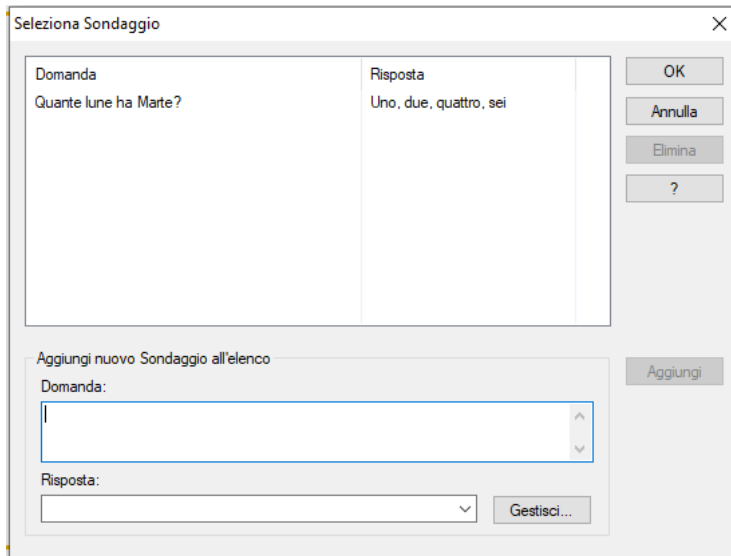 Seleziona Sondaggio
Domanda Risposta
Quante lune ha Marte? Uno, due, quattro, sei
OK
Annulla
Elimina
?
Aggiungi nuovo Sondaggio all'elenco
Domanda:
Aggiungi
Risposta:
Gestisci...